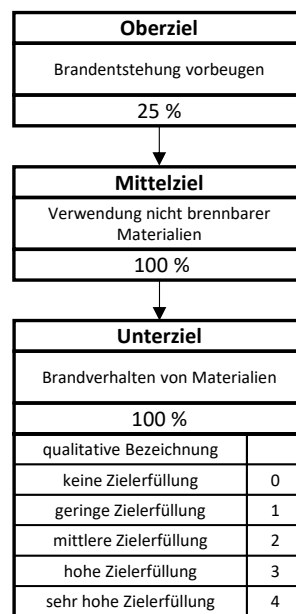 Oberziel
Brandentstehung vorbeugen
25 %
Mittelziel
Verwendung nicht brennbarer
Materialien
100 %
Unterziel
Brandverhalten von Materialien
100 %
qualitative Bezeichnung
keine Zielerfüllung 0
geringe Zielerfüllung 1
mittlere Zielerfüllung 2
hohe Zielerfüllung 3
sehr hohe Zielerfüllung 4